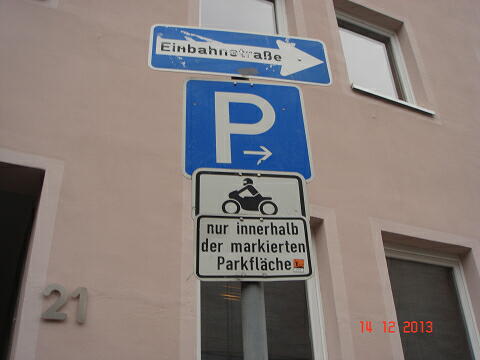 Einbahnstraße
P
nur innerhalb
der markierten
Parkfläche
21
14 12 2013